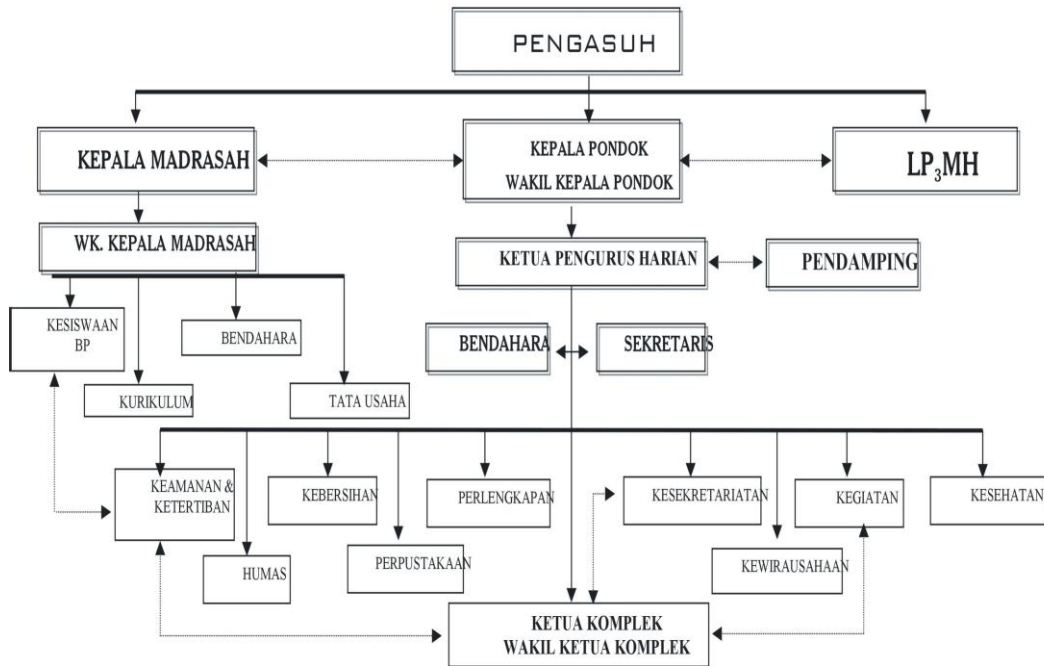 PENGASUH
KEPALA MADRASAH
KEPALA PONDOK
WAKIL KEPALA PONDOK
LP₃MH
WK. KEPALA MADRASAH
KETUA PENGURUS HARIAN
PENDAMPING
KESISWAAN
BP
BENDAHARA
KURIKULUM
TATA USAHA
BENDAHARA
SEKRETARIS
KEAMANAN &
KETERTIBAN
KEBERSIHAN
PERLENGKAPAN
KESEKRETARIATAN
KEGIATAN
KESEHATAN
HUMAS
PERPUSTAKAAN
KEWIRAUSAHAAN
KETUA KOMPLEK
WAKIL KETUA KOMPLEK